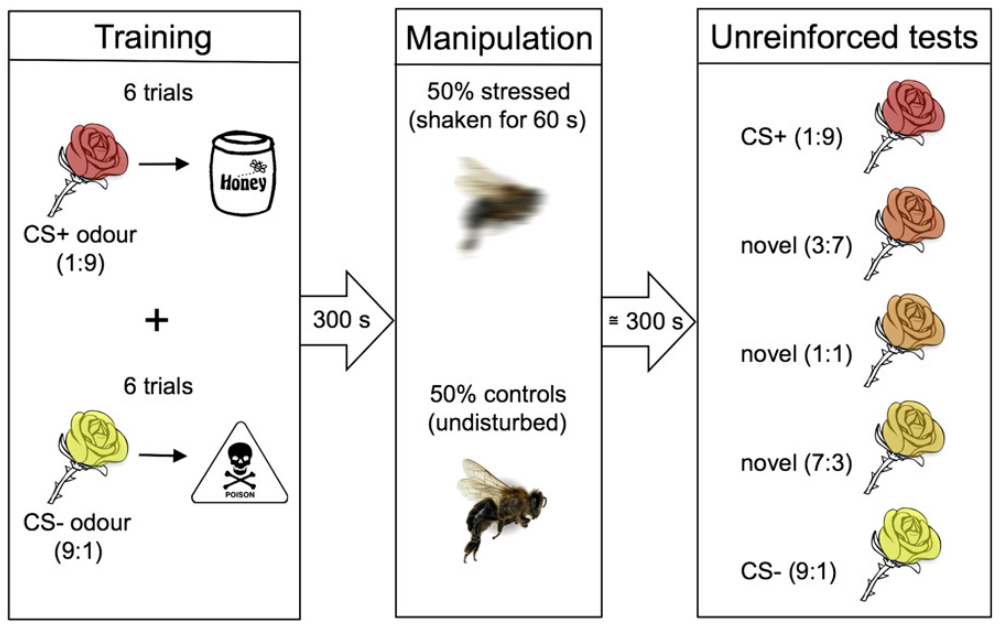 Training
6 trials
Honey
CS+ odour
(1:9)
+
6 trials
POISON
CS- odour
(9:1)
300 s
Manipulation
50% stressed
(shaken for 60 s)
50% controls
(undisturbed)
≅ 300 s
Unreinforced tests
CS+ (1:9)
novel (3:7)
novel (1:1)
novel (7:3)
CS- (9:1)